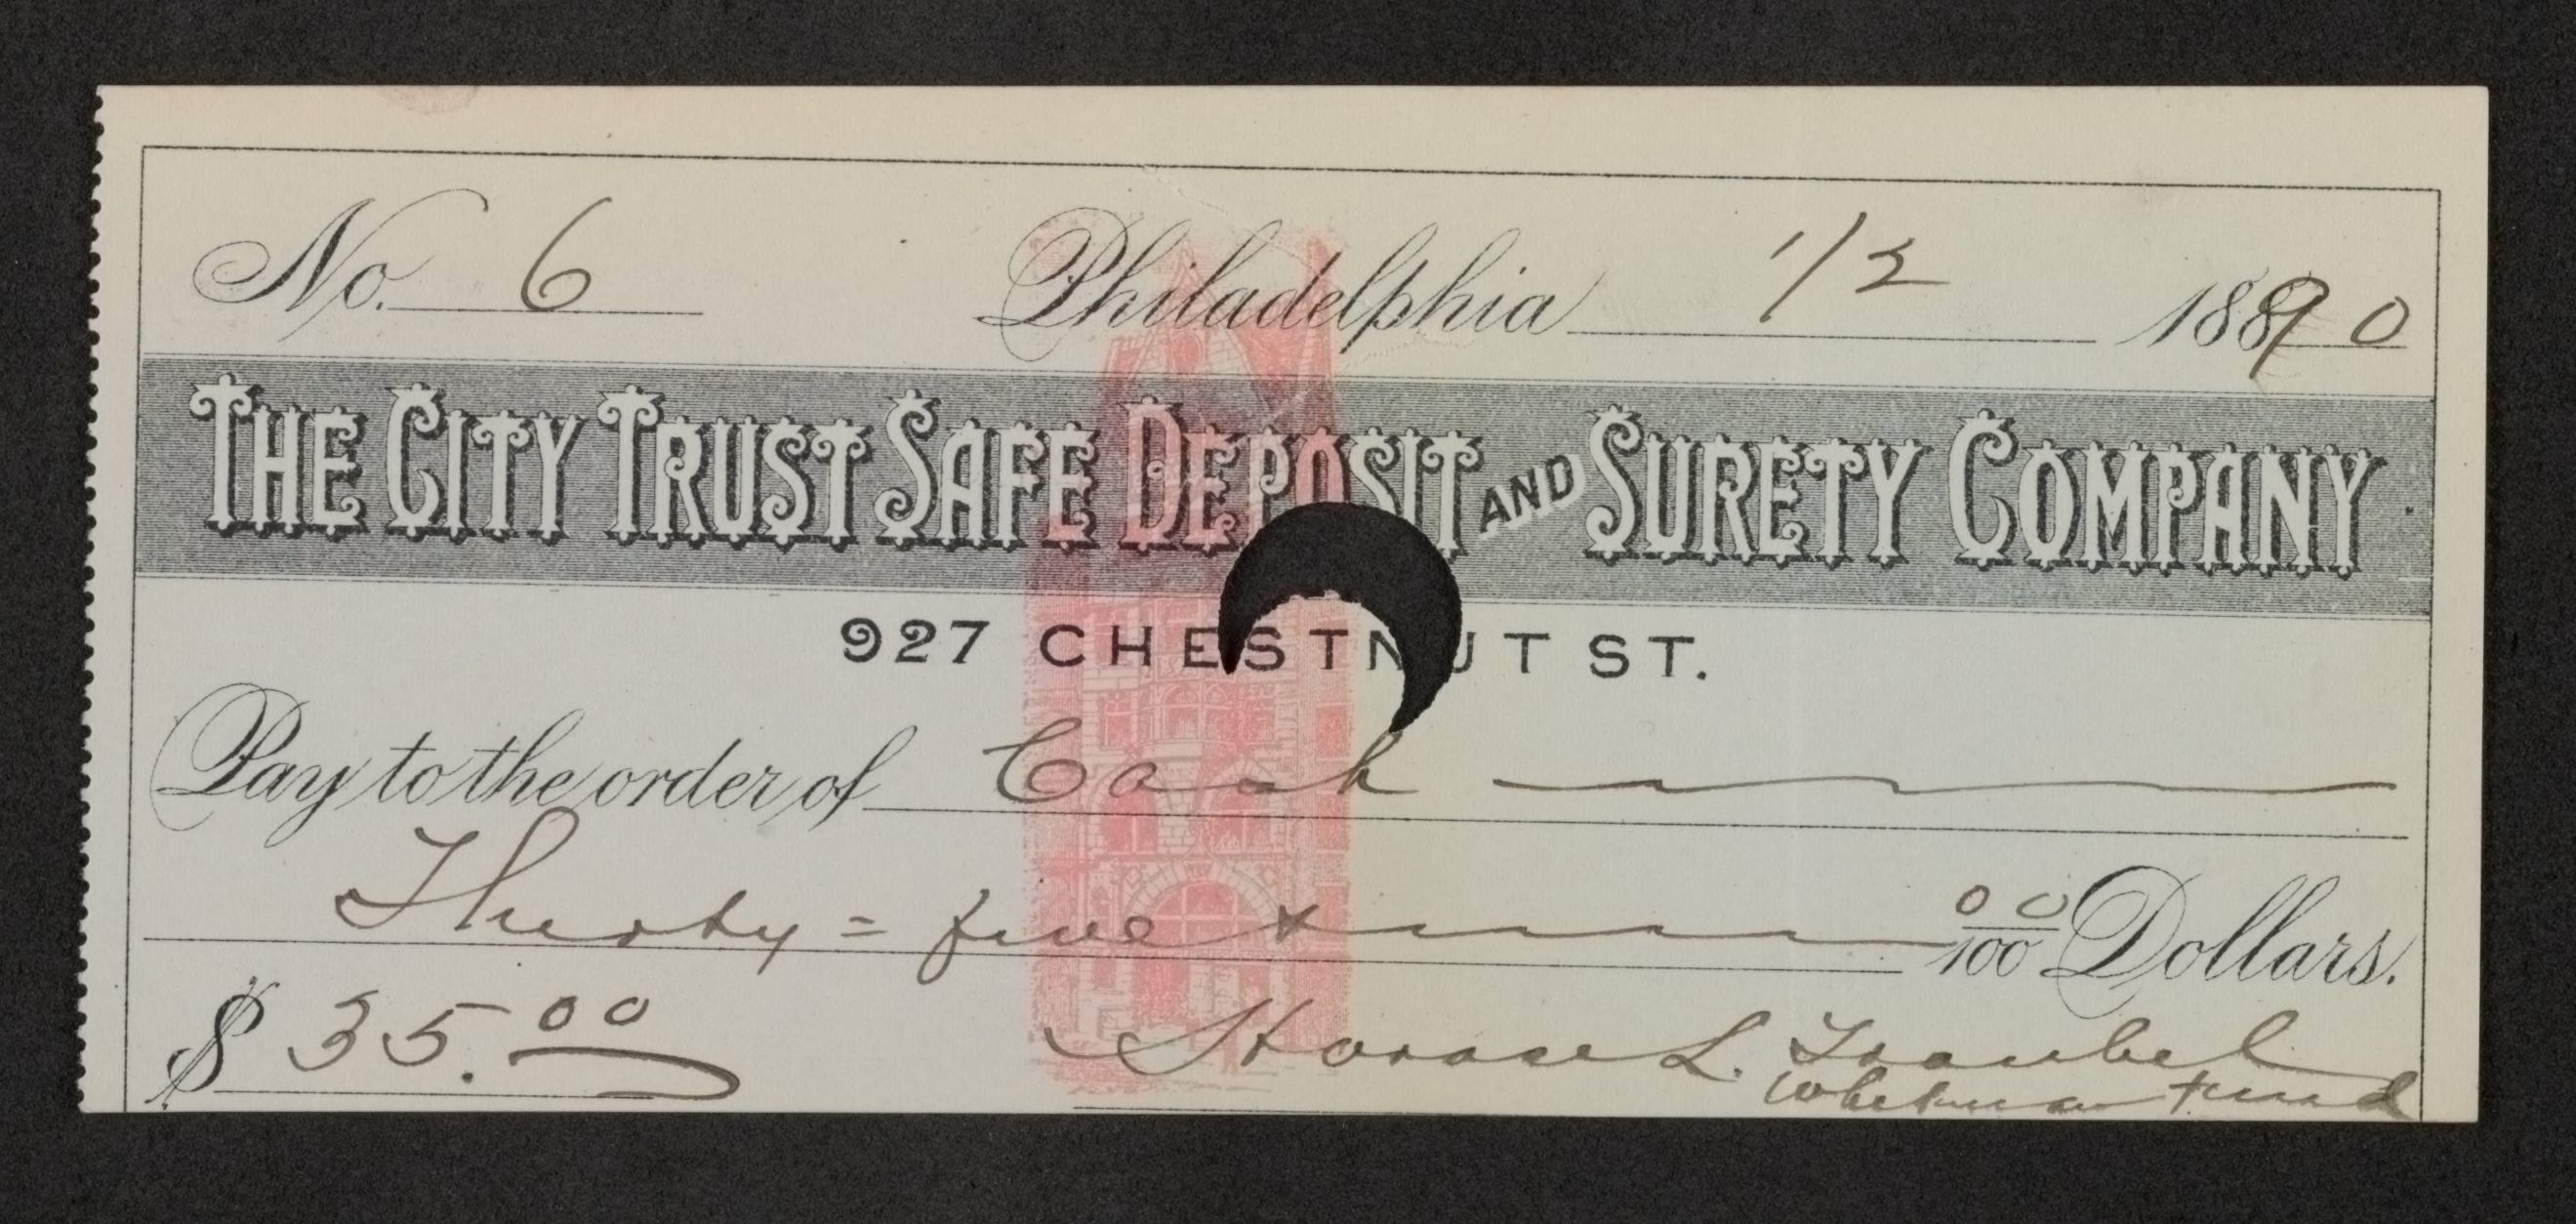 No. 6 Philadelphia 1/2 1890
THE CITY TRUST SAFE DEPOSIT AND SURETY COMPANY
927 CHESTNUT ST.
Pay to the order of Cash
Thirty=five & 00/100 Dollars.
$ 35.00 Horace L. Traubel
Whitman Fund